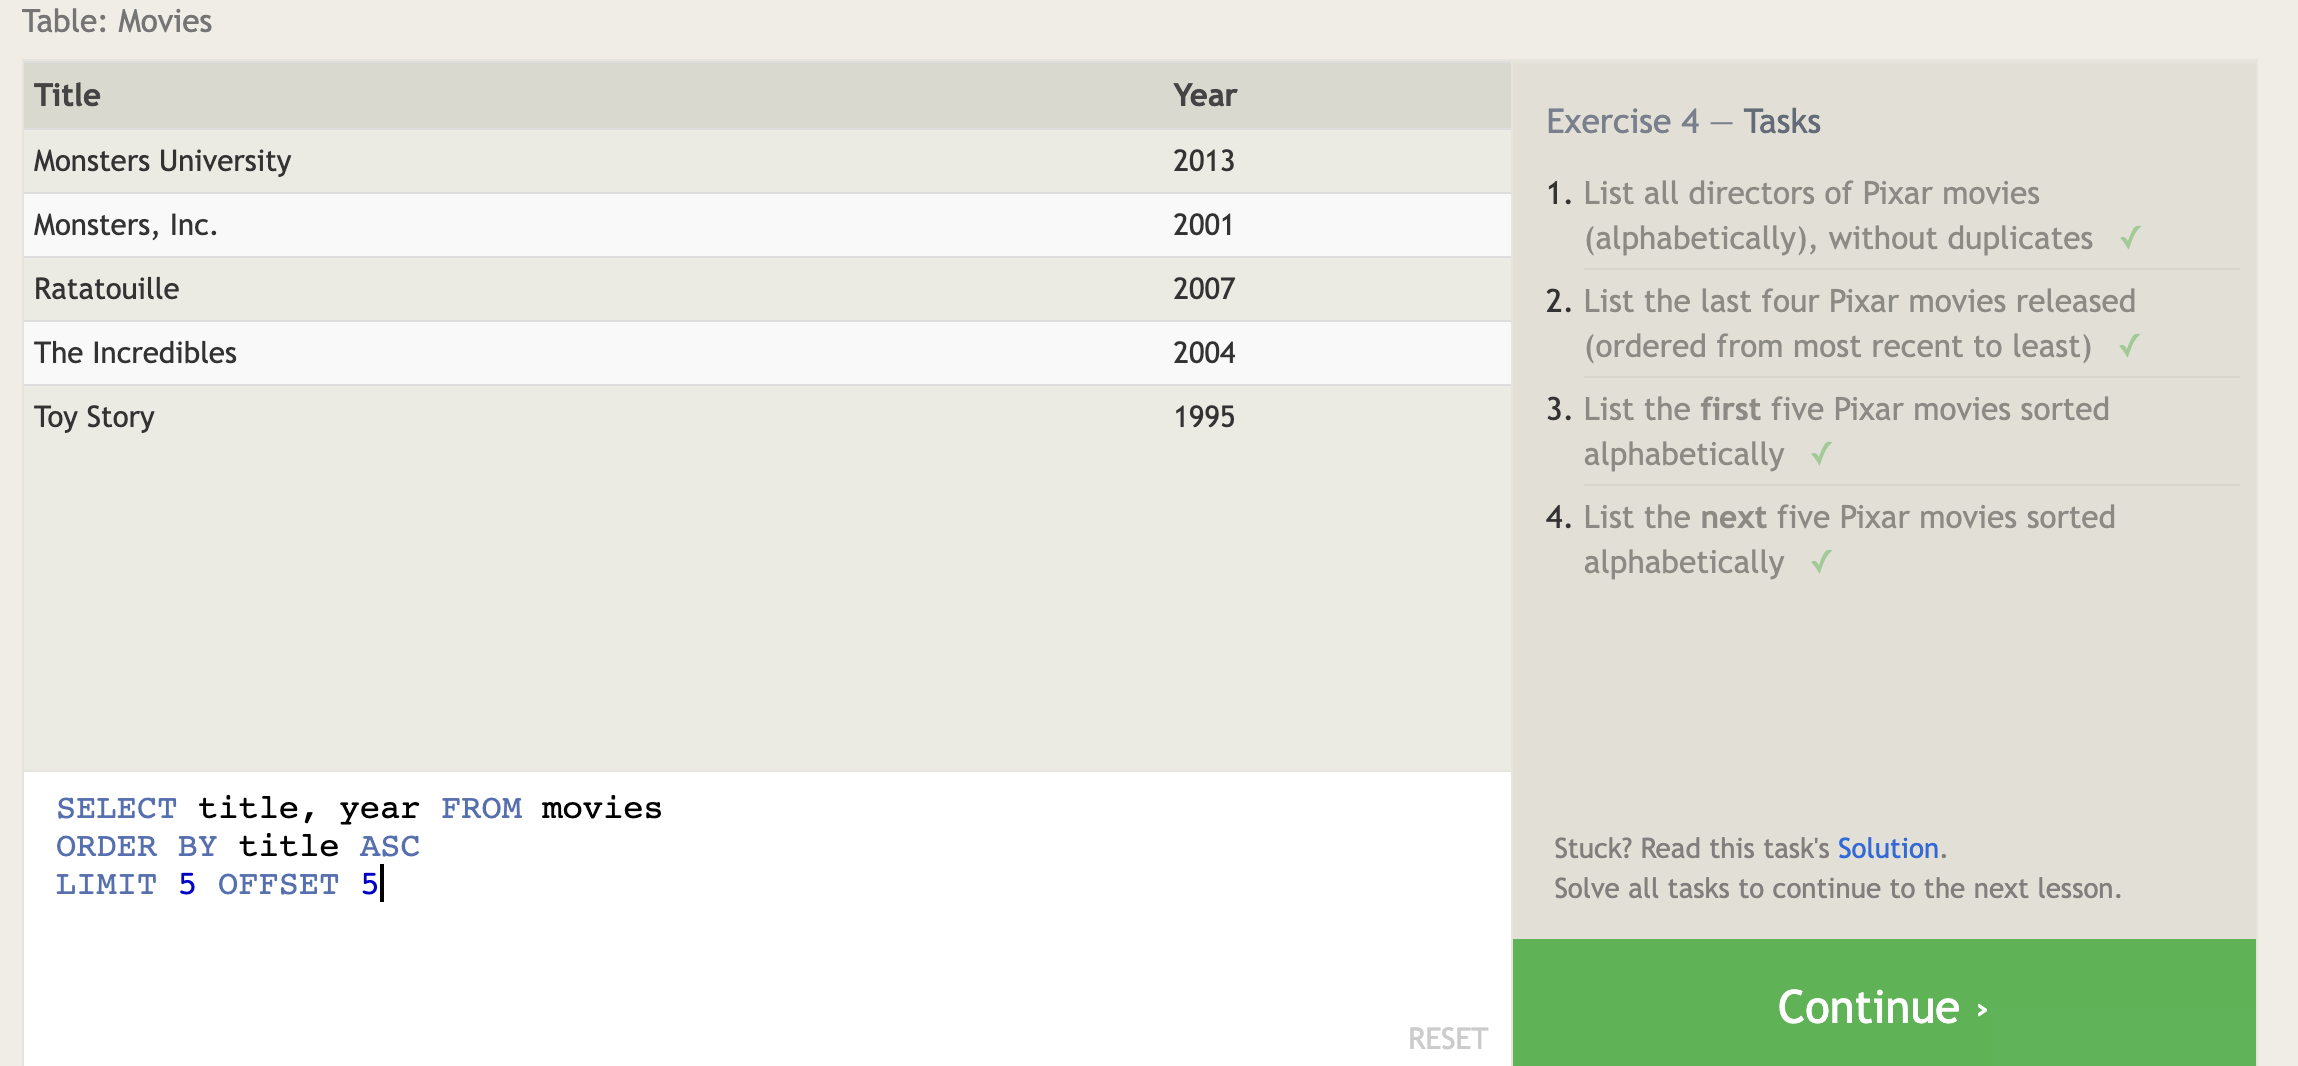 Table: Movies
Title Year
Monsters University 2013
Monsters, Inc. 2001
Ratatouille 2007
The Incredibles 2004
Toy Story 1995
SELECT title, year FROM movies
ORDER BY title ASC
LIMIT 5 OFFSET 5
RESET
Exercise 4 — Tasks
1. List all directors of Pixar movies
(alphabetically), without duplicates ✓
2. List the last four Pixar movies released
(ordered from most recent to least) ✓
3. List the first five Pixar movies sorted
alphabetically ✓
4. List the next five Pixar movies sorted
alphabetically ✓
Stuck? Read this task's Solution.
Solve all tasks to continue to the next lesson.
Continue ›